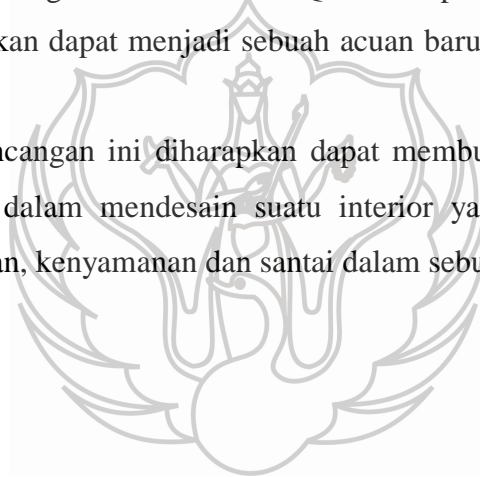 kan dapat menjadi sebuah acuan baru
ncangan ini diharapkan dapat membu
dalam mendesain suatu interior ya
an, kenyamanan dan santai dalam sebu